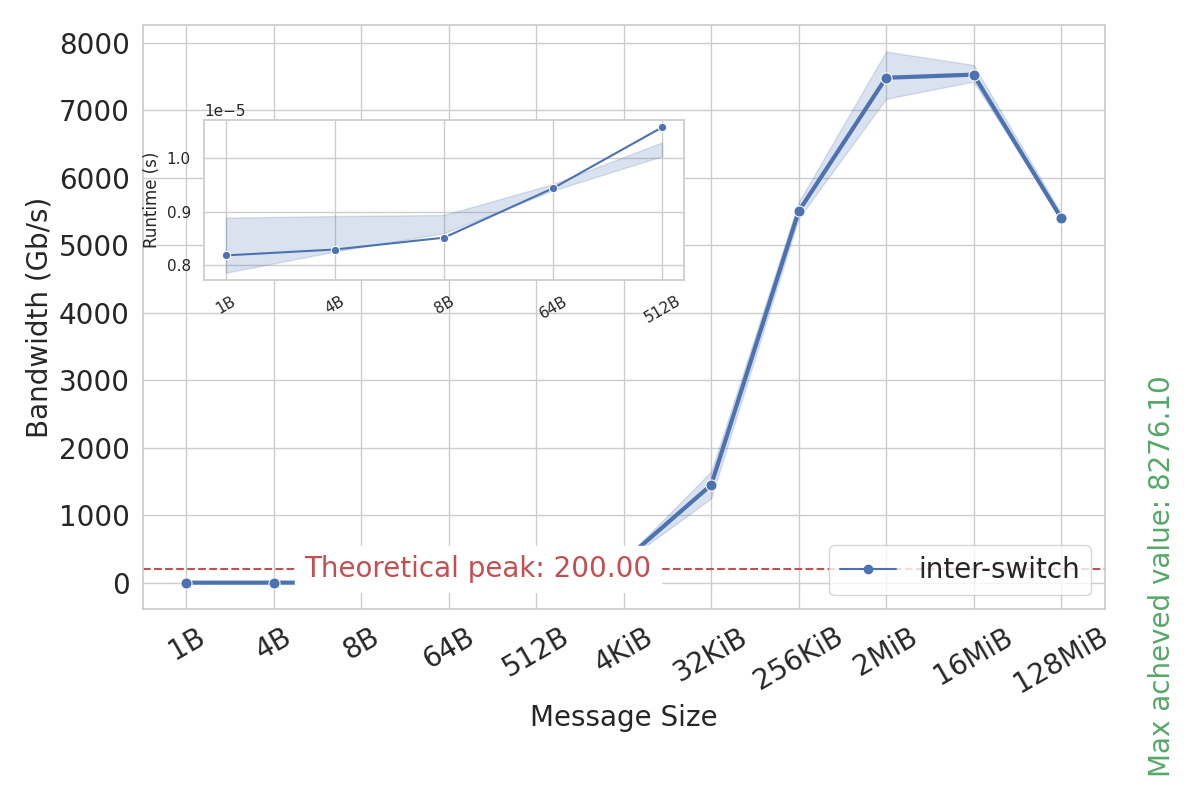 8000
7000
6000
5000
4000
3000
2000
1000
0
Bandwidth (Gb/s)
1e−5
1.0
0.9
0.8
Runtime (s)
1B
4B
8B
64B
512B
Theoretical peak: 200.00
inter-switch
1B
4B
8B
64B
512B
4KiB
32KiB
256KiB
2MiB
16MiB
128MiB
Message Size
Max acheved value: 8276.10